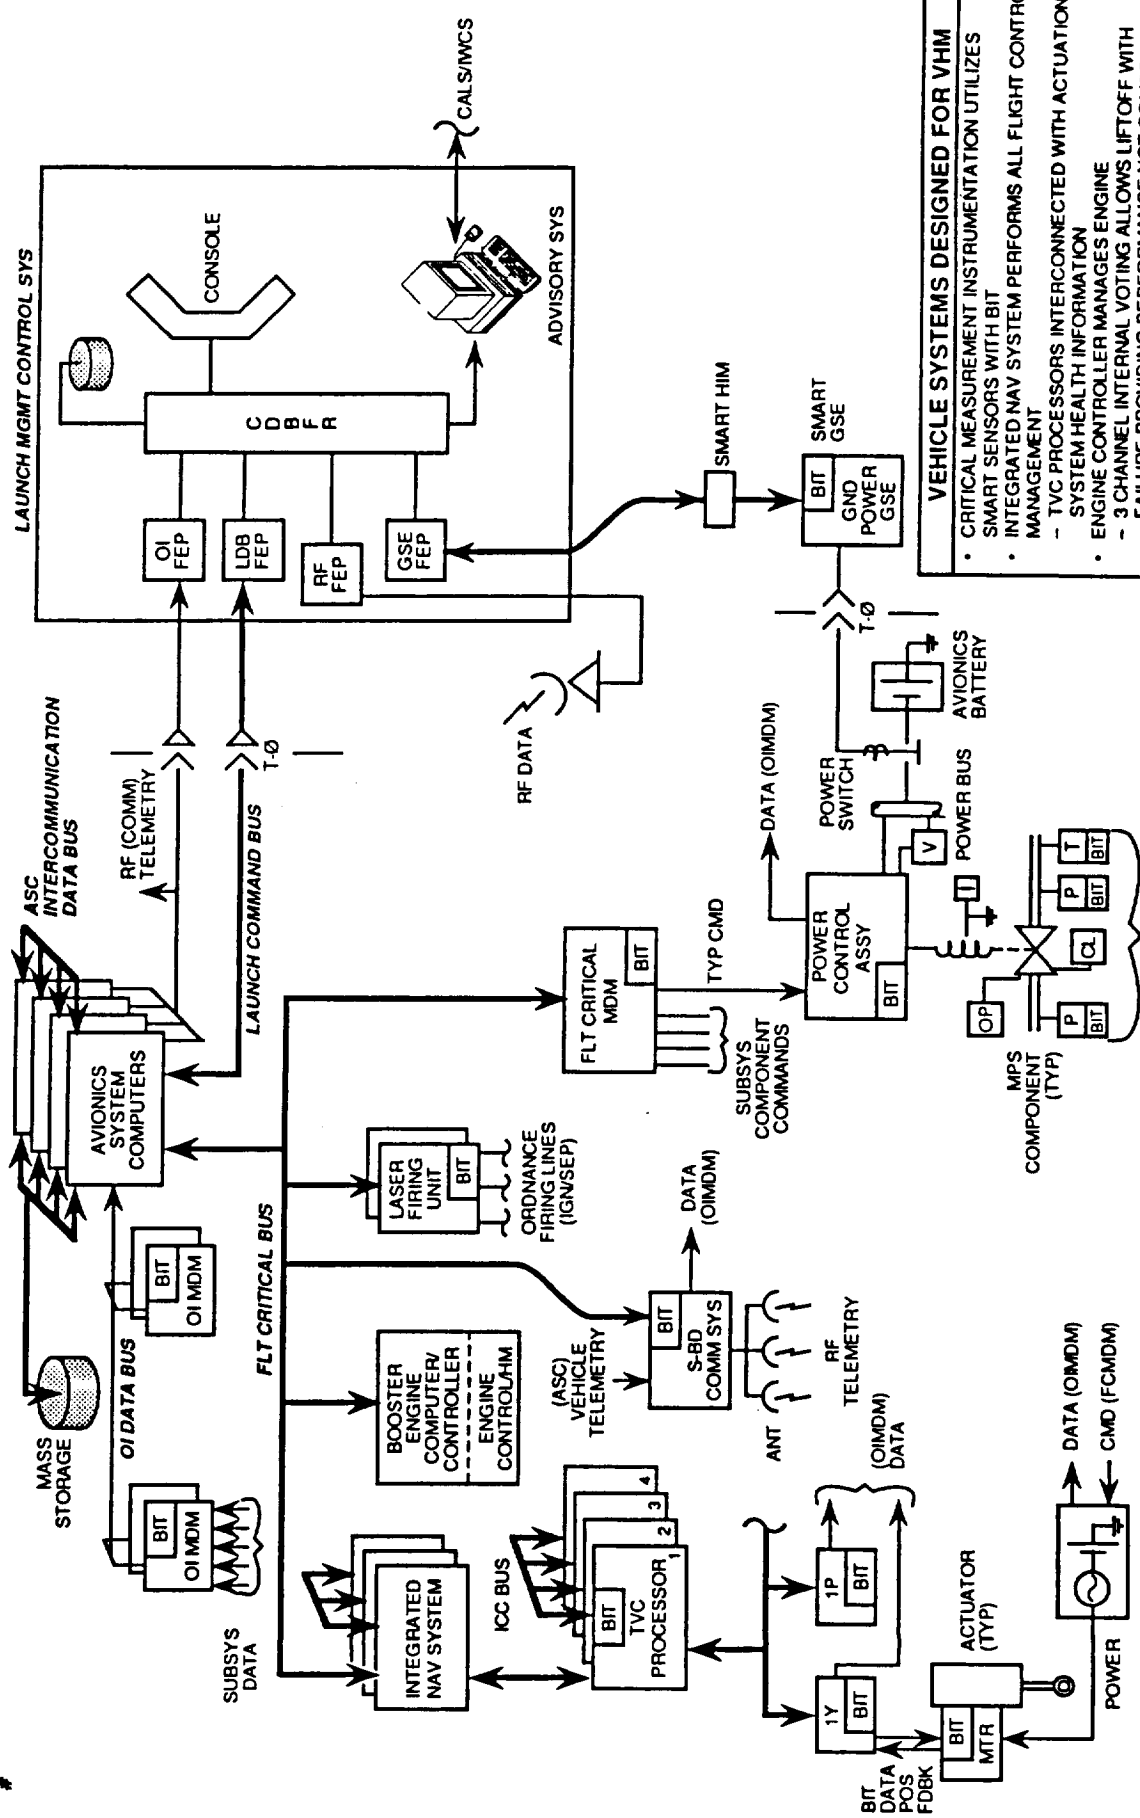 #
LAUNCH MGMT CONTROL SYS
CONSOLE
C
D
B
F
R
CALS/IWCS
ADVISORY SYS
OI
FEP
LDB
FEP
RF
FEP
GSE
FEP
SMART HIM
SMART
GSE
BIT
GND
POWER
GSE
T-Ø
RF DATA
ASC
INTERCOMMUNICATION
DATA BUS
RF (COMM)
TELEMETRY
T-Ø
LAUNCH COMMAND BUS
AVIONICS
SYSTEM
COMPUTERS
MASS
STORAGE
OI DATA BUS
BIT
OI MDM
BIT
OI MDM
SUBSYS
DATA
FLT CRITICAL BUS
INTEGRATED
NAV SYSTEM
BOOSTER
ENGINE
COMPUTER/
CONTROLLER
ENGINE
CONTROL/HM
LASER
FIRING
UNIT
BIT
ORDNANCE
FIRING LINES
(IGN/SEP)
FLT CRITICAL
MDM
BIT
TYP CMD
SUBSYS
COMPONENT
COMMANDS
DATA (OIMDM)
POWER
CONTROL
ASSY
BIT
POWER
SWITCH
AVIONICS
BATTERY
POWER BUS
V
I
OP
CL
P
BIT
P
BIT
T
BIT
MPS
COMPONENT
(TYP)
(ASC)
VEHICLE
TELEMETRY
BIT
S-BD
COMM SYS
DATA
(OIMDM)
ANT
RF
TELEMETRY
ICC BUS
BIT
TVC
PROCESSOR
1
2
3
4
1P
BIT
(OIMDM)
DATA
1Y
BIT
BIT
DATA
POS
FDBK
BIT
MTR
ACTUATOR
(TYP)
POWER
DATA (OIMDM)
CMD (FCMDM)
VEHICLE SYSTEMS DESIGNED FOR VHM
• CRITICAL MEASUREMENT INSTRUMENTATION UTILIZES
SMART SENSORS WITH BIT
• INTEGRATED NAV SYSTEM PERFORMS ALL FLIGHT
MANAGEMENT
- TVC PROCESSORS INTERCONNECTED WITH ACTUATION
SYSTEM HEALTH INFORMATION
• ENGINE CONTROLLER MANAGES ENGINE
- 3 CHANNEL INTERNAL VOTING ALLOWS LIFTOFF WITH